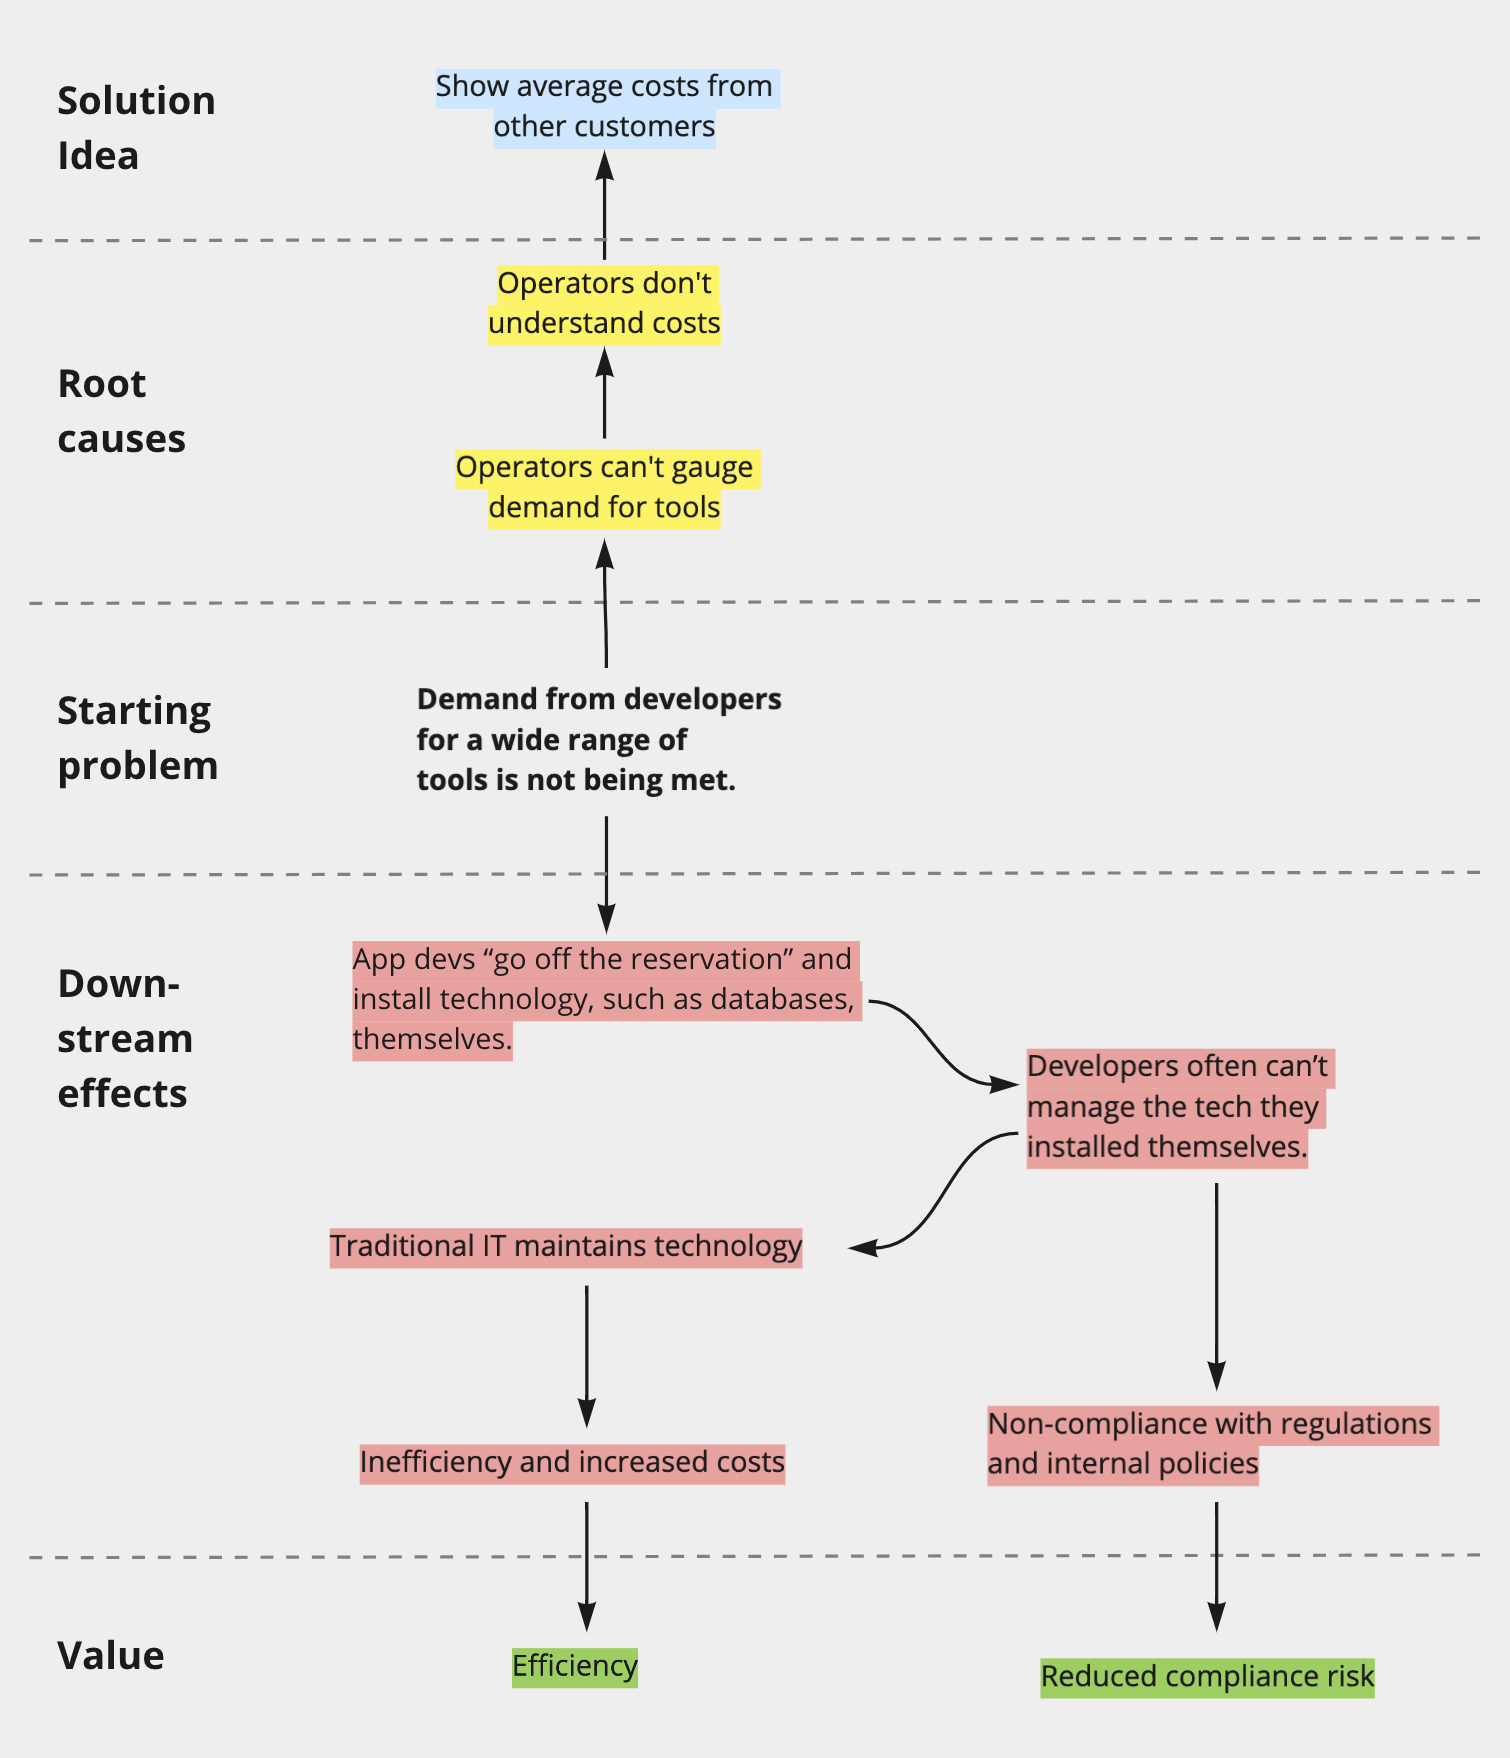 Solution
Idea
Show average costs from
other customers
Root
causes
Operators don't
understand costs
Operators can't gauge
demand for tools
Starting
problem
Demand from developers
for a wide range of
tools is not being met.
Down-
stream
effects
App devs “go off the reservation” and
install technology, such as databases,
themselves.
Developers often can’t
manage the tech they
installed themselves.
Traditional IT maintains technology
Inefficiency and increased costs
Non-compliance with regulations
and internal policies
Value
Efficiency
Reduced compliance risk